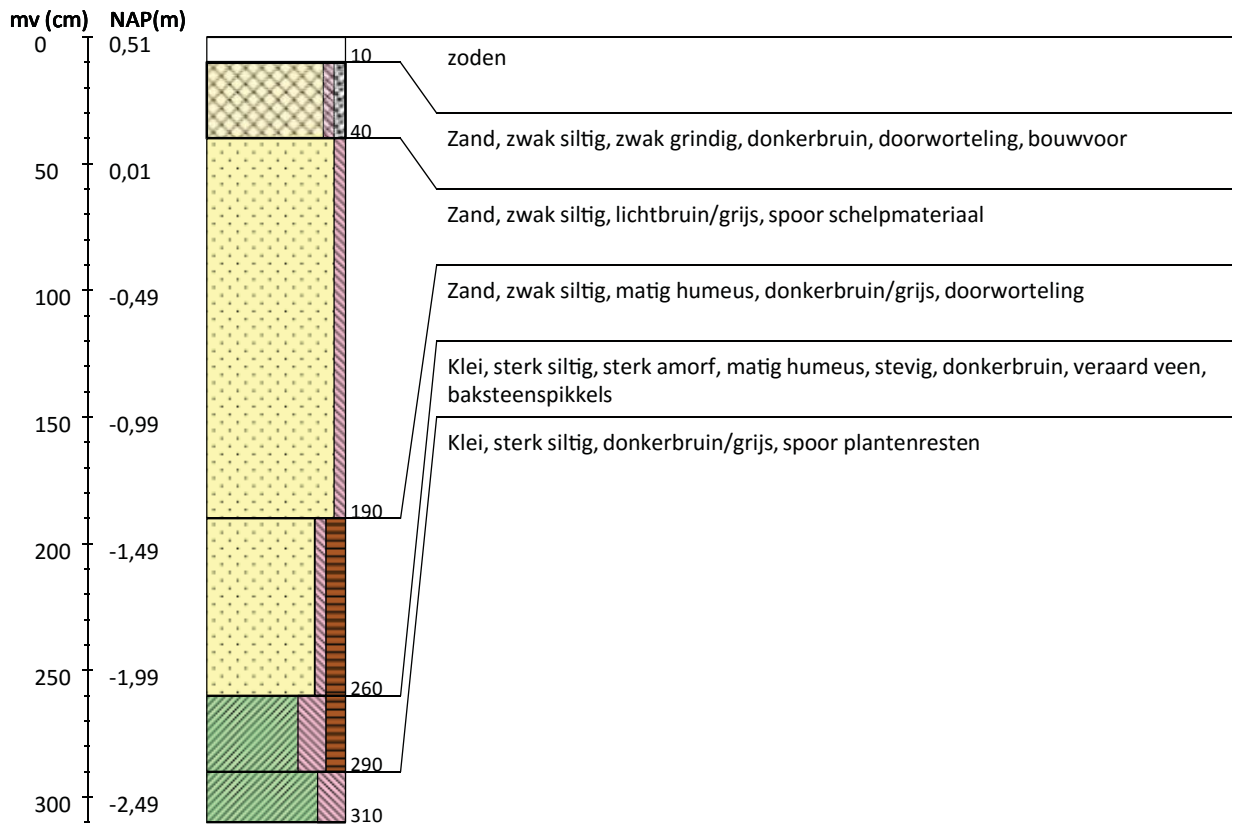 mv (cm) NAP(m)
0 0,51
10
zoden
40
Zand, zwak siltig, zwak grindig, donkerbruin, doorworteling, bouwvoor
50 0,01
Zand, zwak siltig, lichtbruin/grijs, spoor schelpmateriaal
100 -0,49
Zand, zwak siltig, matig humeus, donkerbruin/grijs, doorworteling
Klei, sterk siltig, sterk amorf, matig humeus, stevig, donkerbruin, veraard veen,
baksteenspikkels
150 -0,99
Klei, sterk siltig, donkerbruin/grijs, spoor plantenresten
190
200 -1,49
250 -1,99
260
290
300 -2,49
310